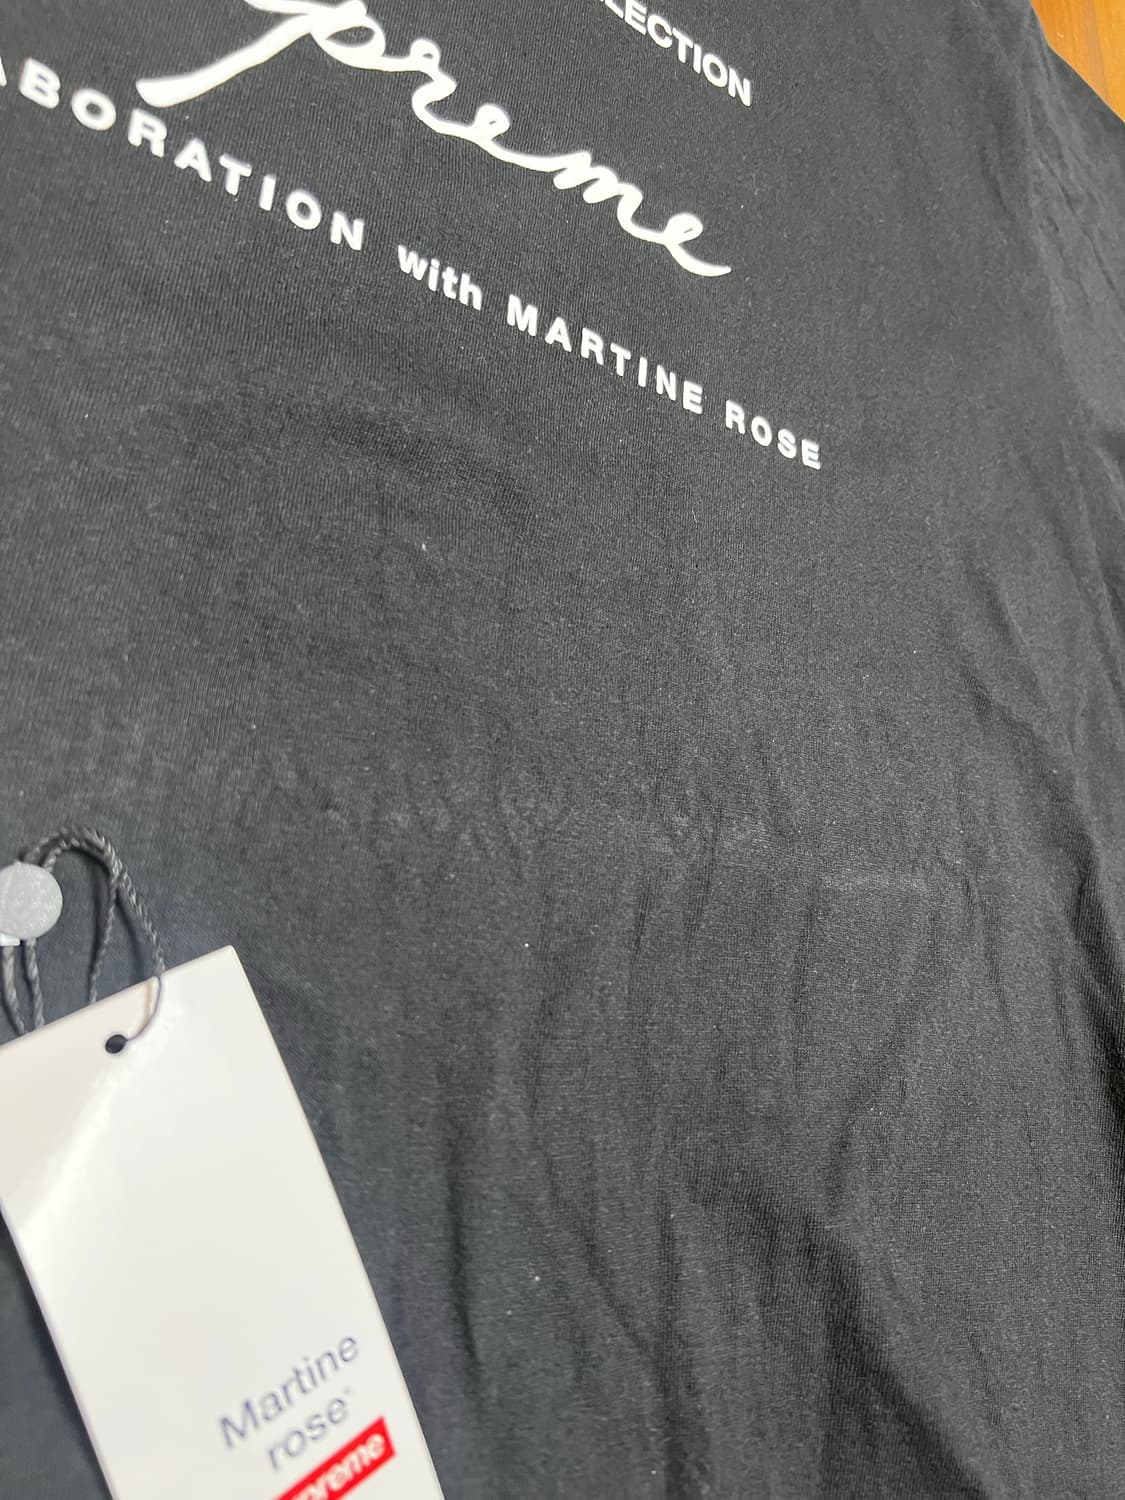 LECTION
preme
ABORATION with MARTINE ROSE
Martine
rose
preme